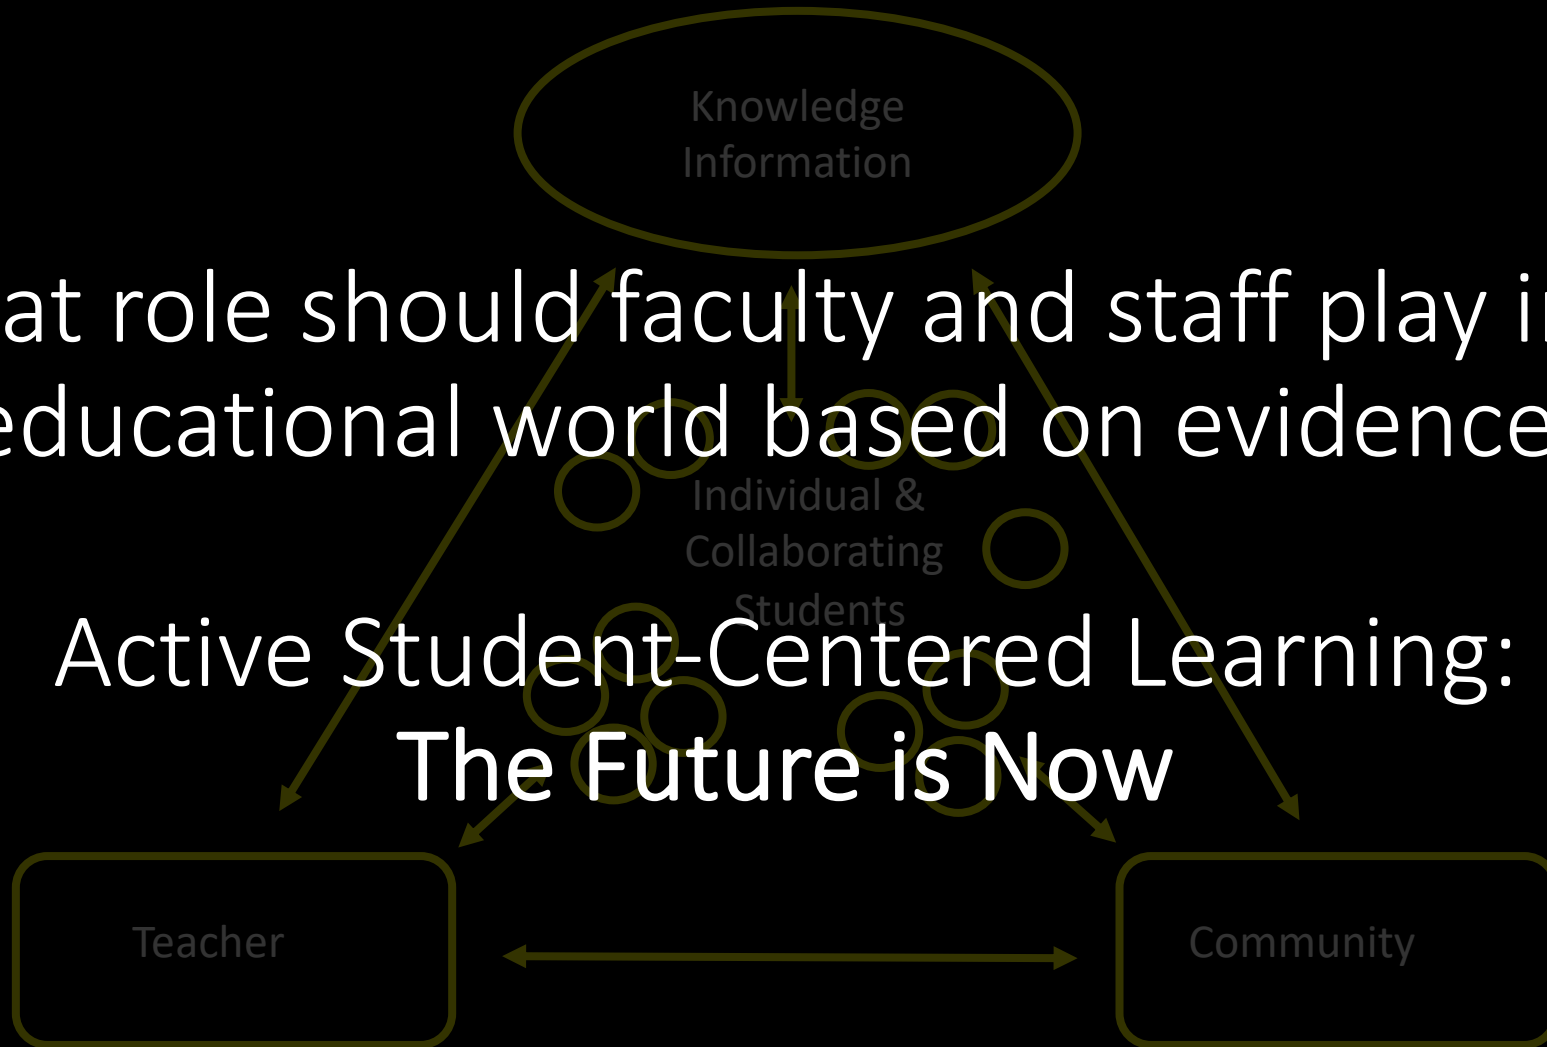 Knowledge
Information
at role should faculty and staff play i
educational world based on evidence
Individual &
Collaborating
Students
Active Student-Centered Learning:
The Future is Now
Teacher
Community